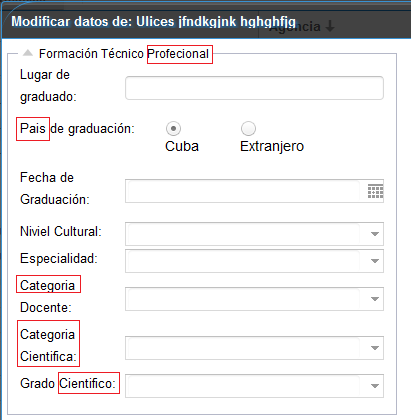 Modificar datos de: Ulices jfndkgjnk hghghfjg
Agencia
Formación Técnico Profecional
Lugar de
graduado:
Pais de graduación:
Cuba
Extranjero
Fecha de
Graduación:
Niviel Cultural:
Especialidad:
Categoria
Docente:
Categoria
Cientifica:
Grado Cientifico: